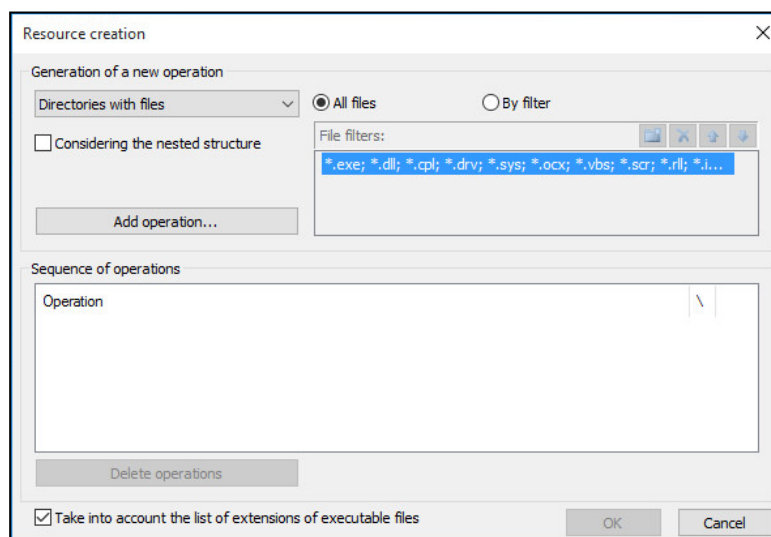 Resource creation
Generation of a new operation
Directories with files
All files
By filter
Considering the nested structure
File filters:
*.exe; *.dll; *.cpl; *.drv; *.sys; *.ocx; *.vbs; *.scr; *.rll; *.i...
Add operation...
Sequence of operations
Operation \
Delete operations
Take into account the list of extensions of executable files
OK
Cancel